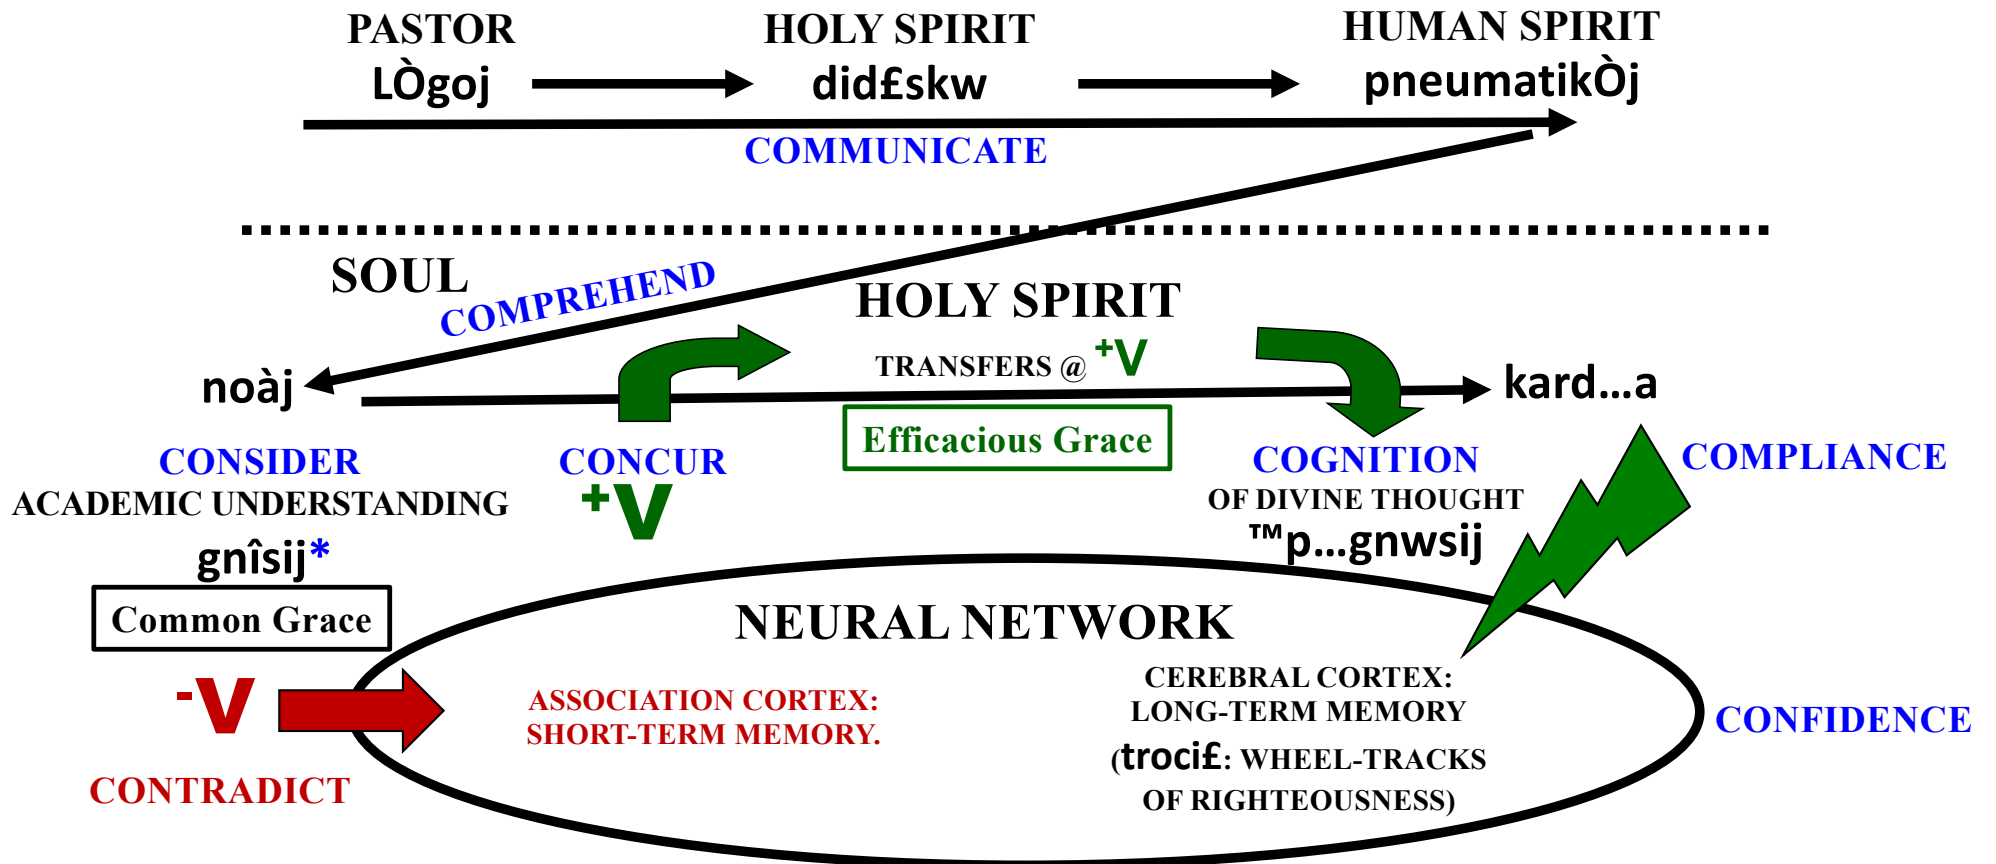 PASTOR HOLY SPIRIT HUMAN SPIRIT
LÒgoj did£skw pneumatikÒj
COMMUNICATE
SOUL
COMPREHEND
HOLY SPIRIT
TRANSFERS @ +V
noàj kard…a
Efficacious Grace
CONSIDER CONCUR COGNITION COMPLIANCE
ACADEMIC UNDERSTANDING +V OF DIVINE THOUGHT
gnîsij* ™p…gnwsij
Common Grace
NEURAL NETWORK
-V
CONTRADICT
ASSOCIATION CORTEX:
SHORT-TERM MEMORY.
CEREBRAL CORTEX:
LONG-TERM MEMORY
(troci£: WHEEL-TRACKS
OF RIGHTEOUSNESS)
CONFIDENCE